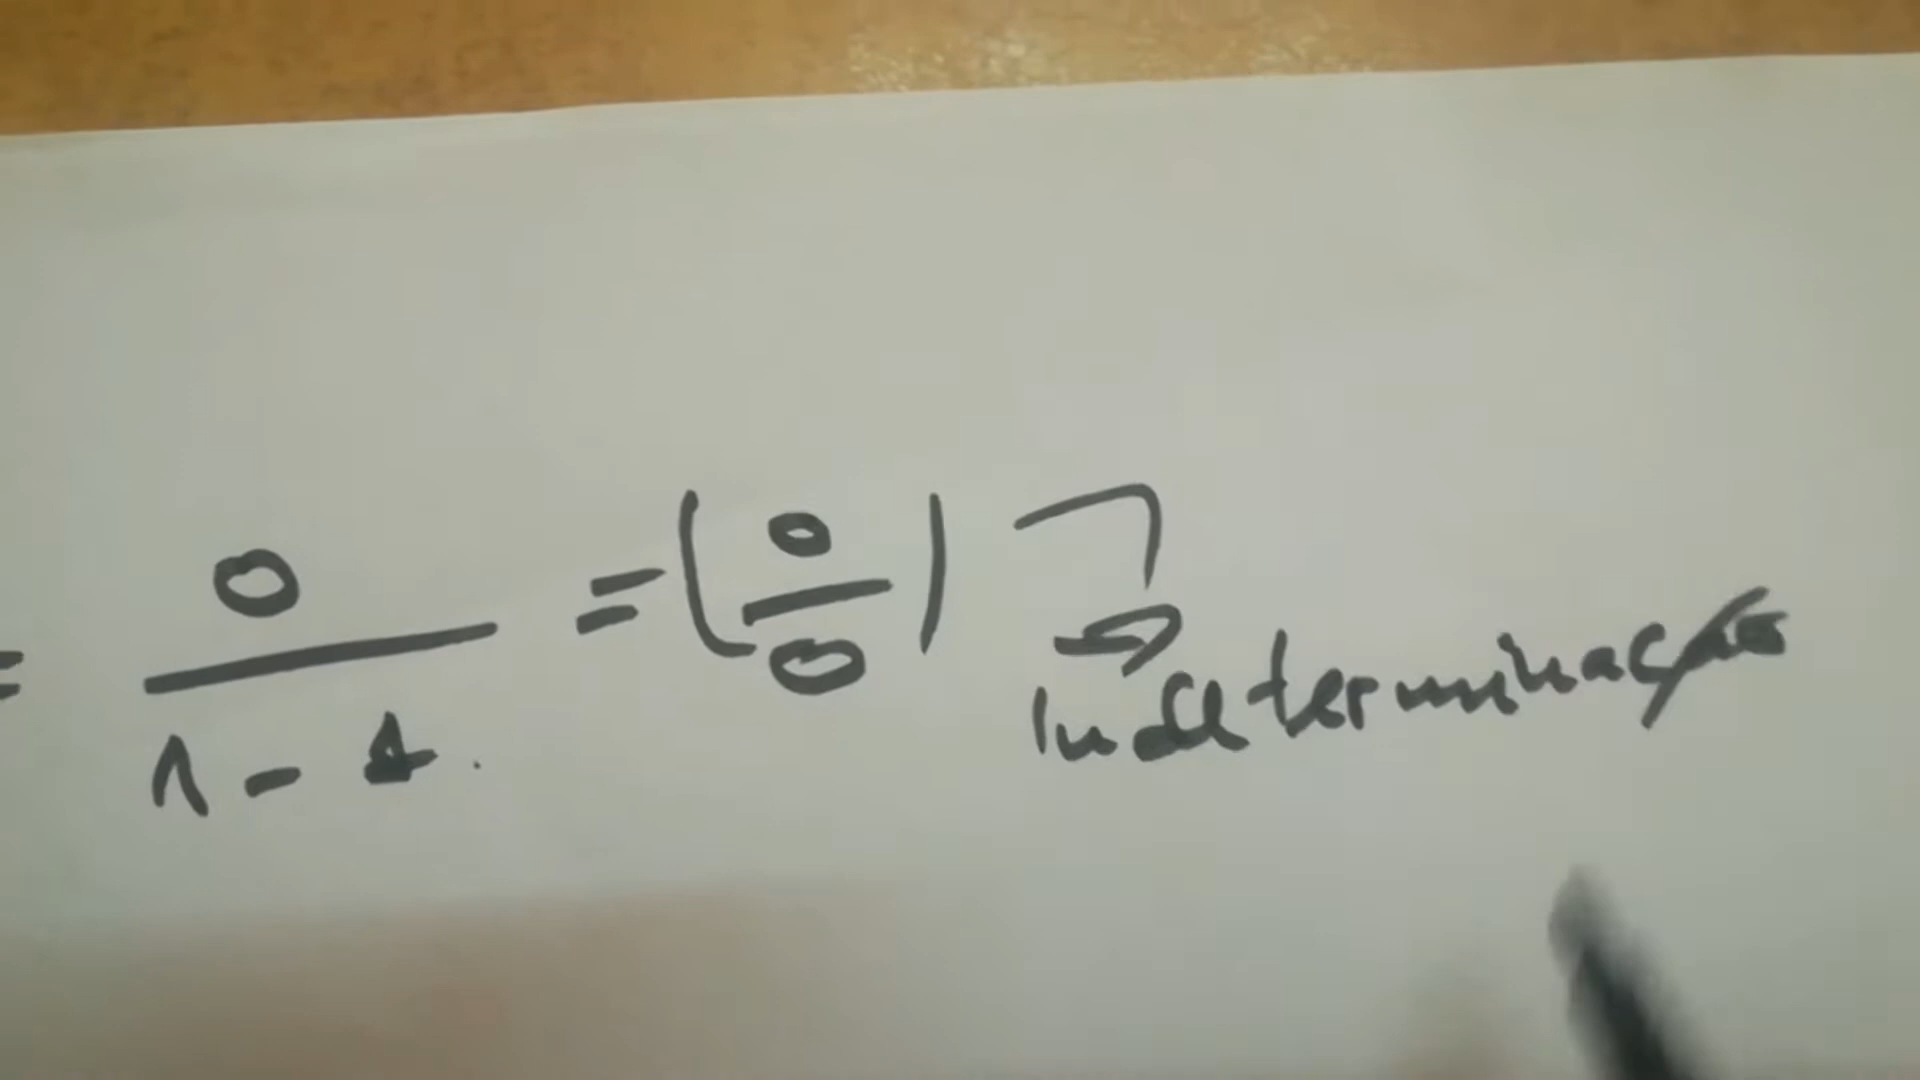 = 0/(1 - 1) = (0/0) → Indeterminação